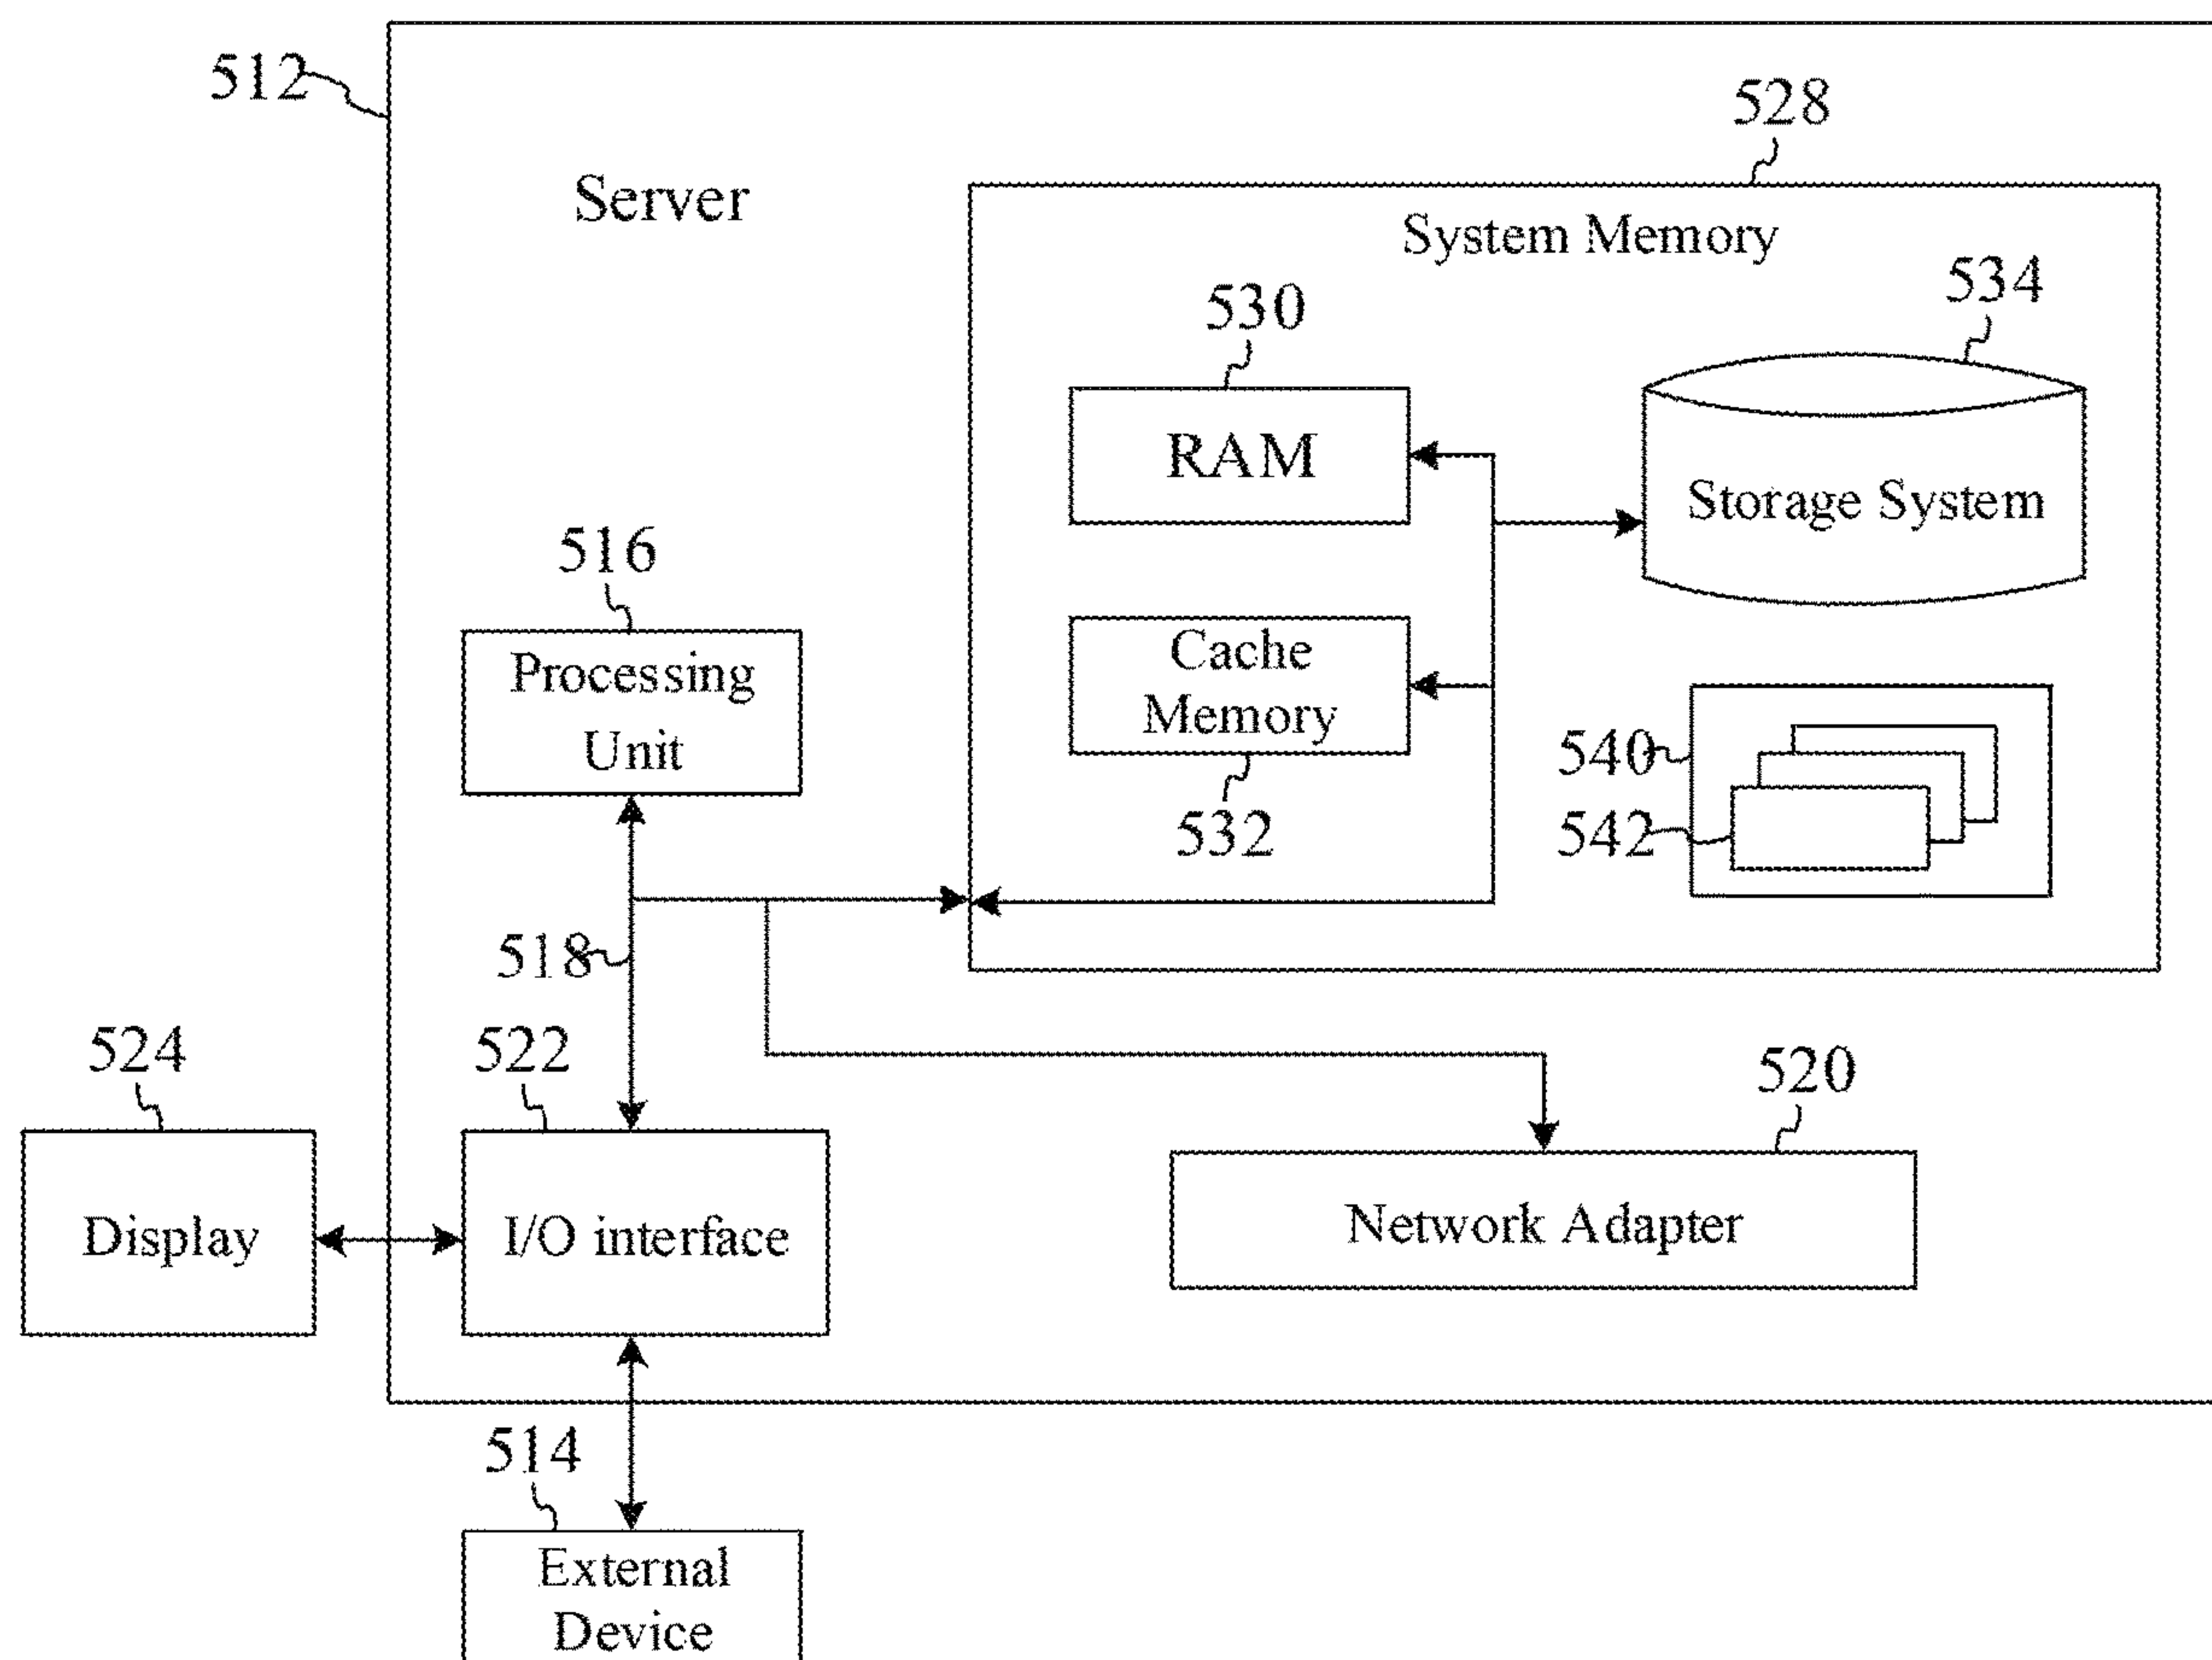 512
528
Server
System Memory
534
530
RAM
Storage System
516
Processing
Unit
Cache
Memory
540
532
542
518
524
522
520
Display
I/O interface
Network Adapter
514
External
Device